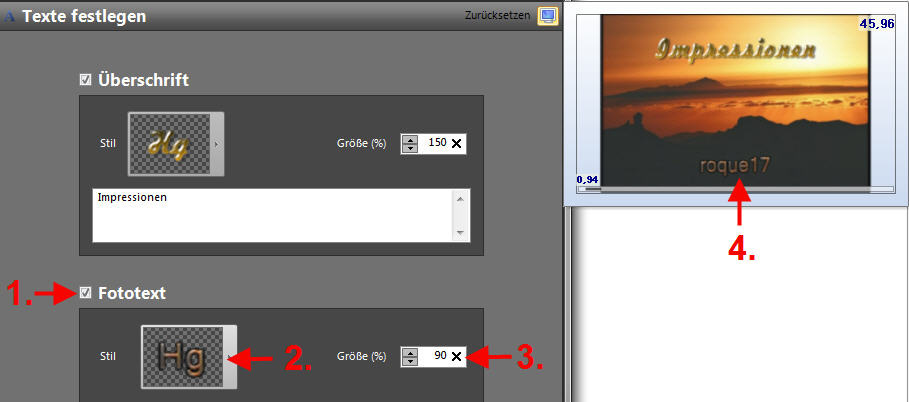 A Texte festlegen
Zurücksetzen
Überschrift
Stil
Hg
Größe (%)
150
Impressionen
1.
Fototext
Stil
Hg
2.
Größe (%)
90
3.
45,96
Impressionen
roque17
0,94
4.